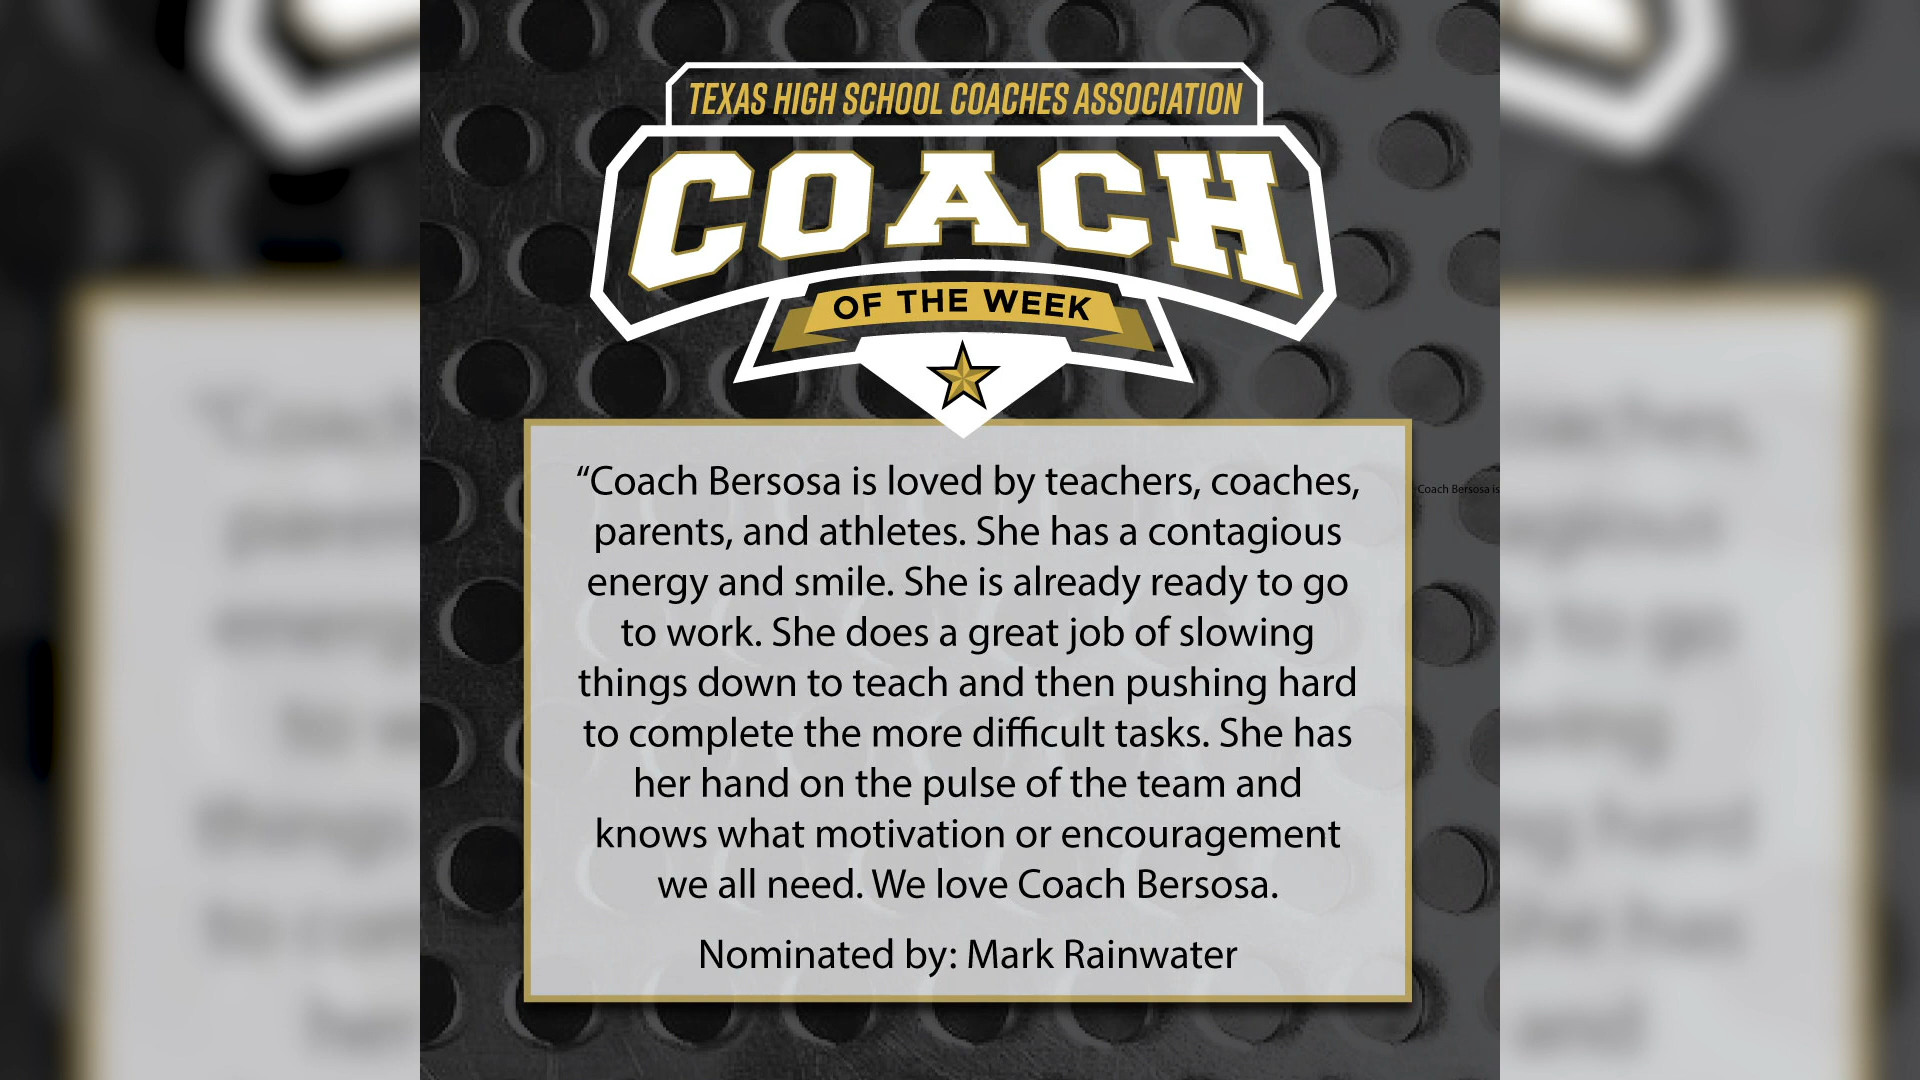 TEXAS HIGH SCHOOL COACHES ASSOCIATION
COACH
OF THE WEEK
“Coach Bersosa is loved by teachers, coaches,
parents, and athletes. She has a contagious
energy and smile. She is already ready to go
to work. She does a great job of slowing
things down to teach and then pushing hard
to complete the more difficult tasks. She has
her hand on the pulse of the team and
knows what motivation or encouragement
we all need. We love Coach Bersosa.
Nominated by: Mark Rainwater
Coach Bersosa is